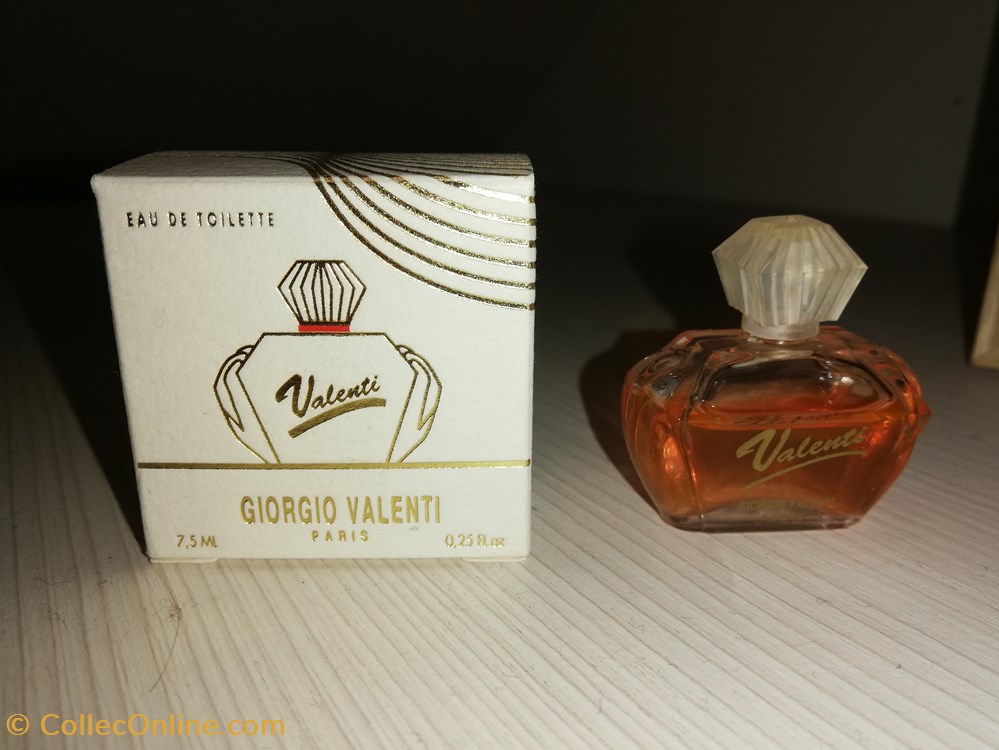 EAU DE TOILETTE
Valenti
GIORGIO VALENTI
PARIS
7,5 ML
0,25 fl.oz
Valenti
© CollecOnline.com